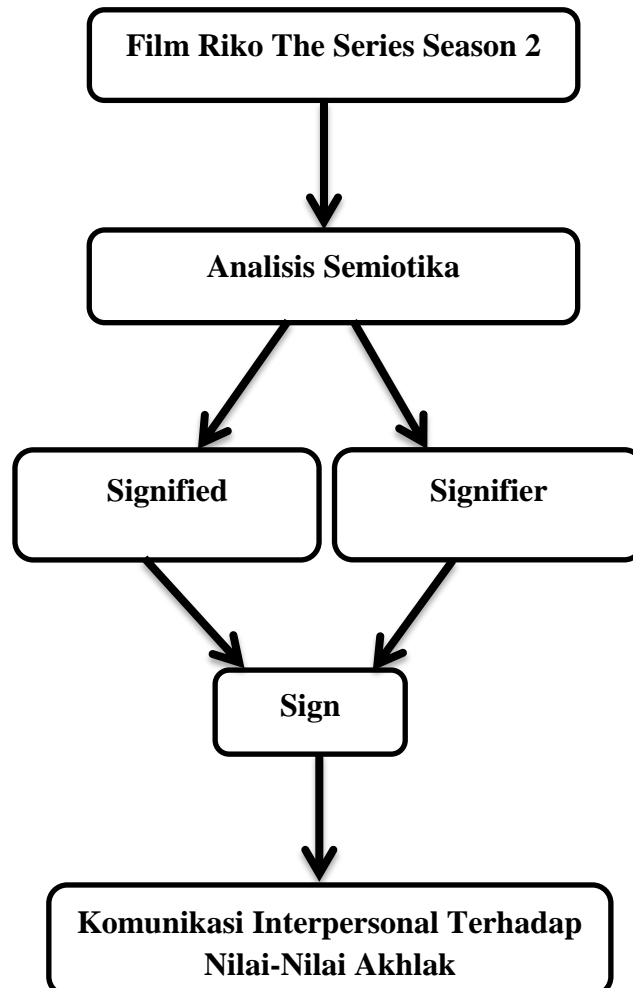 Film Riko The Series Season 2
Analisis Semiotika
Signified
Signifier
Sign
Komunikasi Interpersonal Terhadap
Nilai-Nilai Akhlak